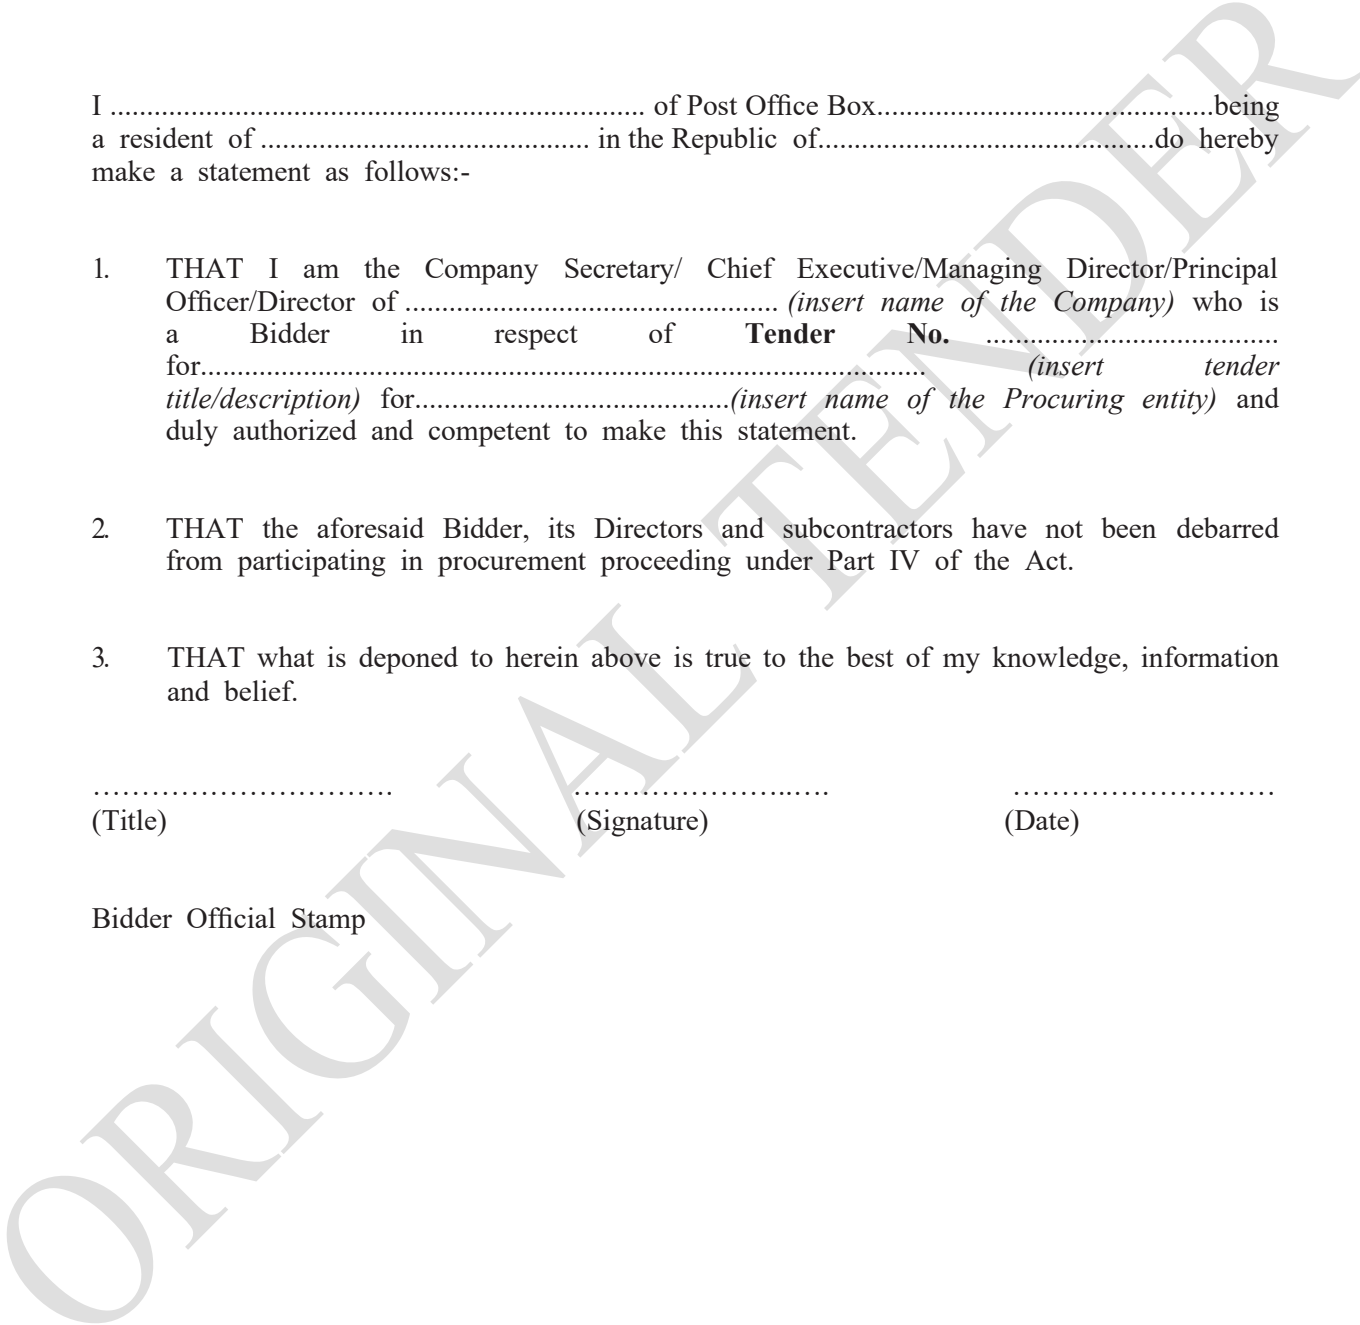 I ......................................................................... of Post Office Box..............................................being
a resident of ............................................. in the Republic of..............................................do hereby
make a statement as follows:-
1. THAT I am the Company Secretary/ Chief Executive/Managing Director/Principal
Officer/Director of ................................................... (insert name of the Company) who is
a Bidder in respect of Tender No. ........................................
for................................................................................................... (insert tender
title/description) for...........................................(insert name of the Procuring entity) and
duly authorized and competent to make this statement.
2. THAT the aforesaid Bidder, its Directors and subcontractors have not been debarred
from participating in procurement proceeding under Part IV of the Act.
3. THAT what is deponed to herein above is true to the best of my knowledge, information
and belief.
…………………………. …………………..…. ………………………
(Title) (Signature) (Date)
Bidder Official Stamp
ORIGINAL TENDER